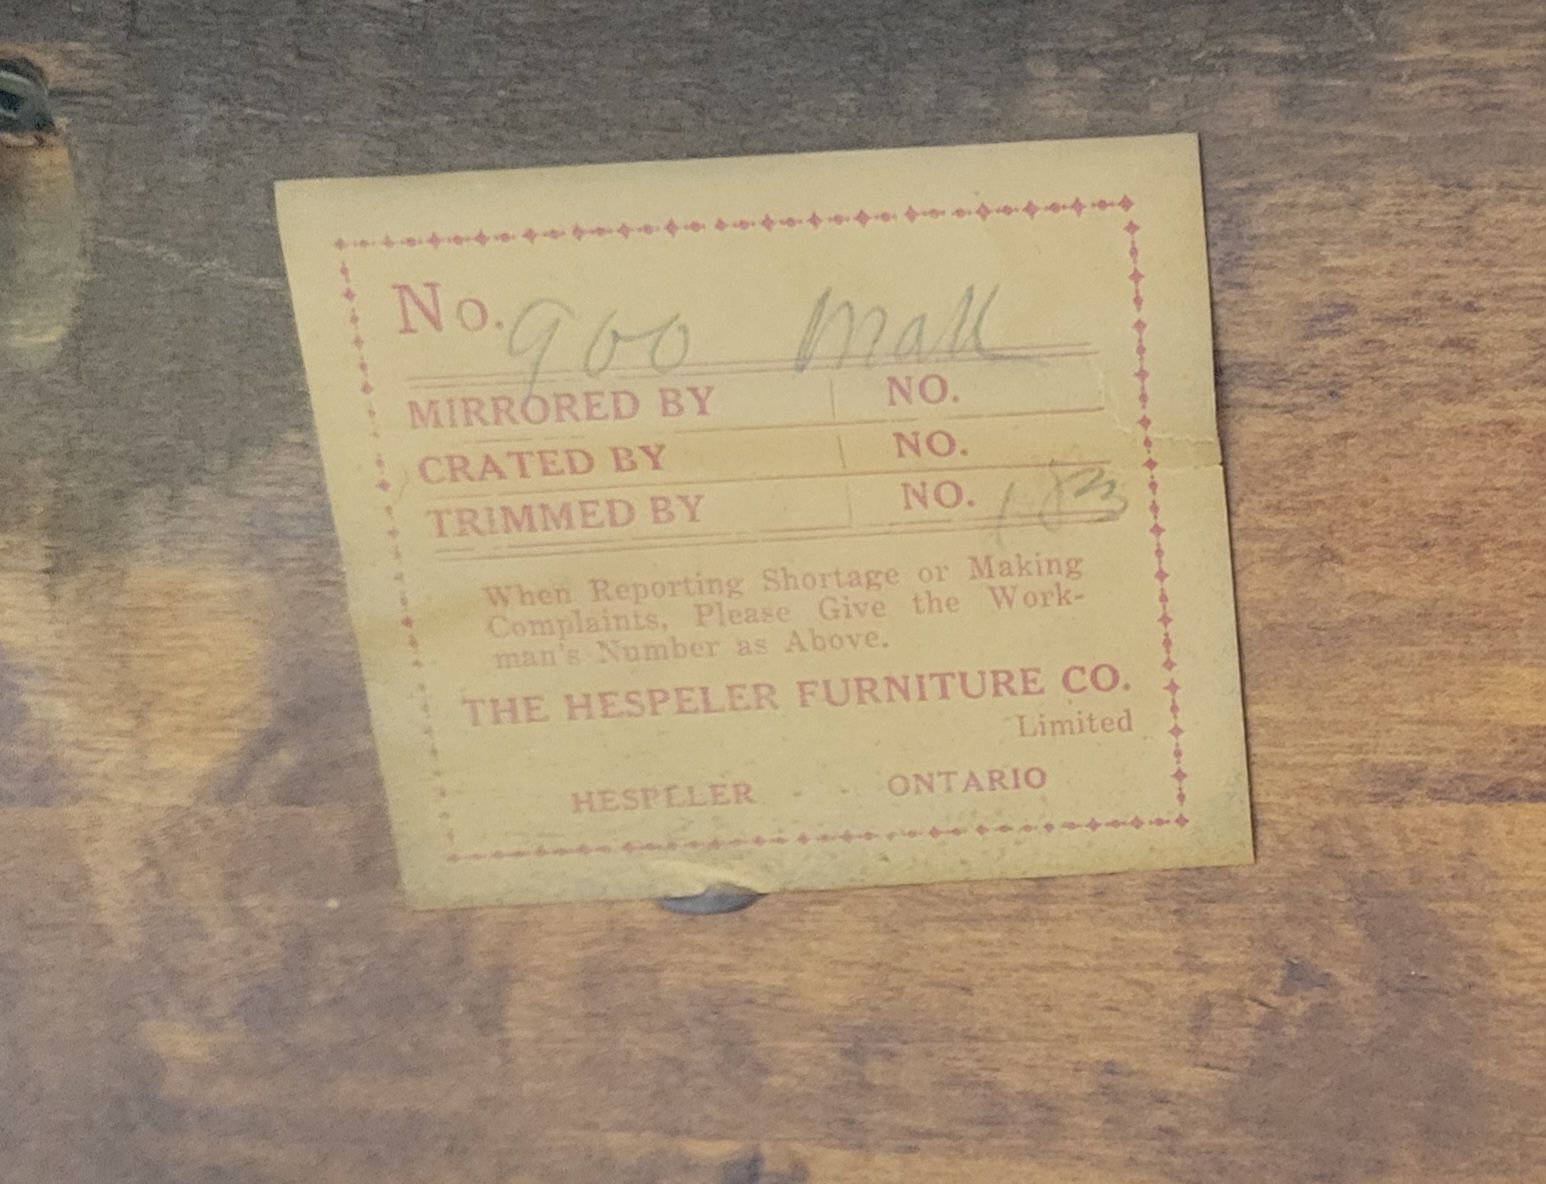 No. 900 Mah
MIRRORED BY NO.
CRATED BY NO.
TRIMMED BY NO. 183
When Reporting Shortage or Making
Complaints, Please Give the Work-
man's Number as Above.
THE HESPELER FURNITURE CO.
Limited
HESPELER - - ONTARIO